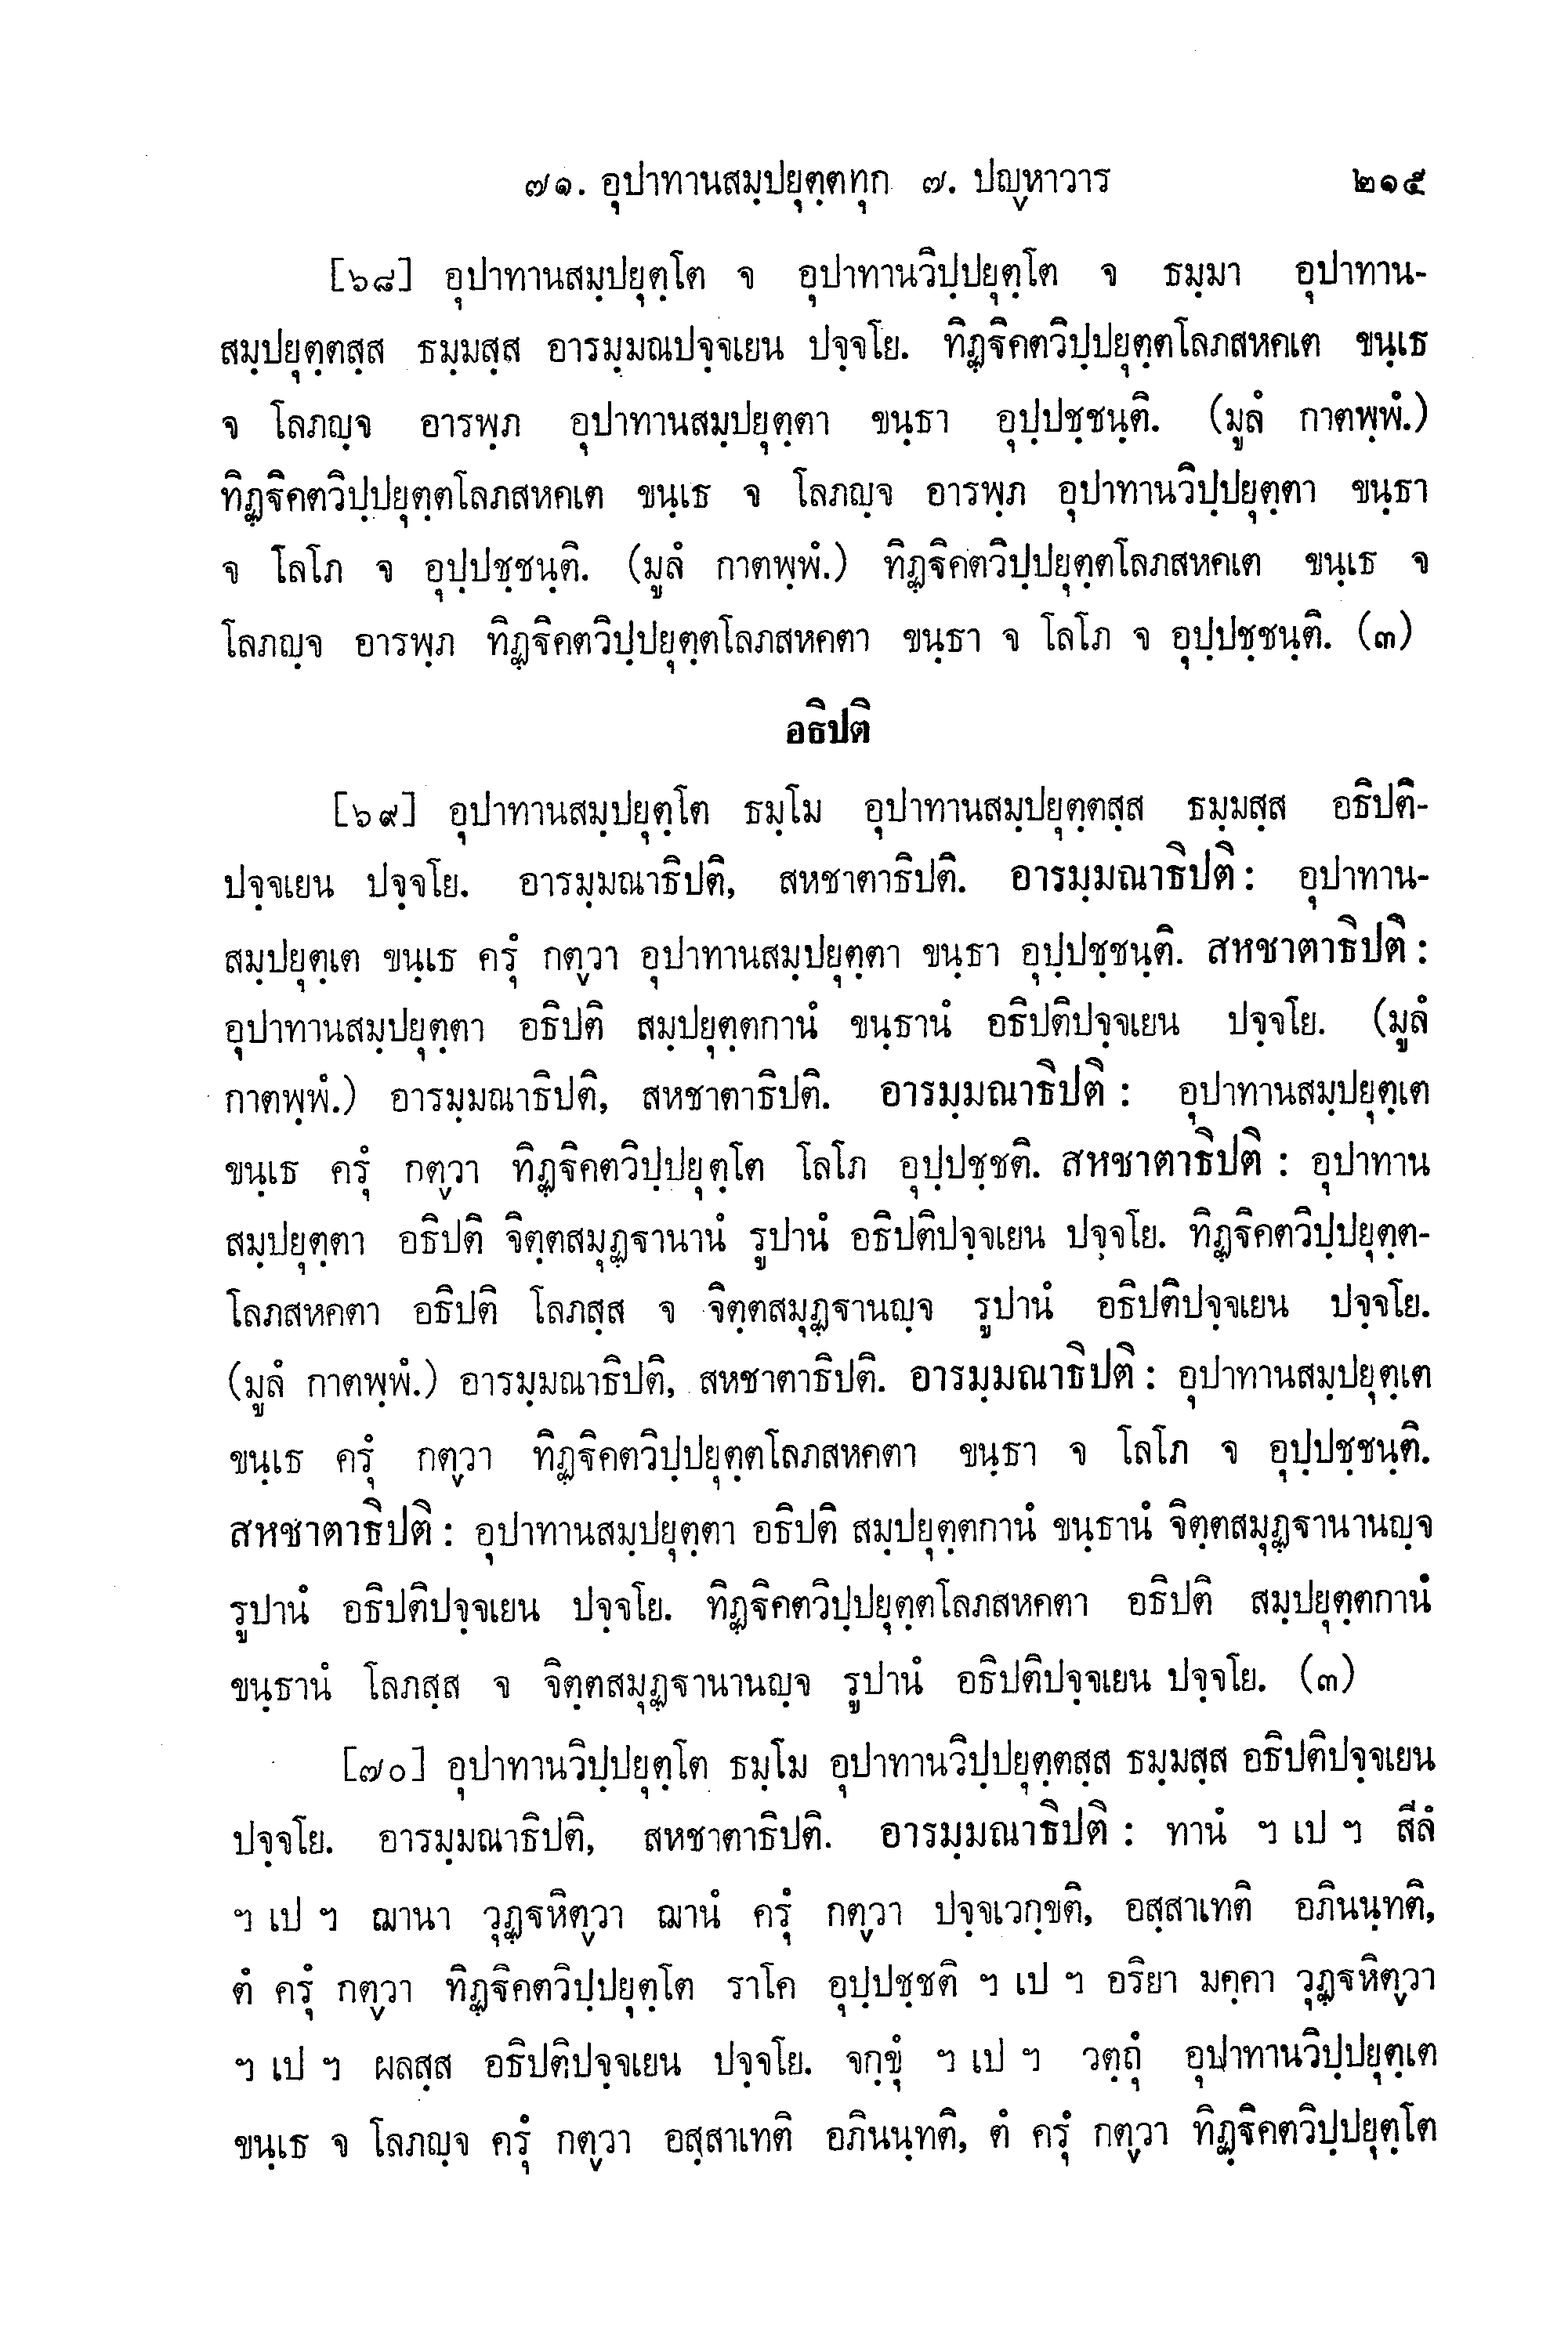 ๗๑. อุปาทานสมฺปยุตฺตทุก ๗. ปญฺหาวาร ๒๑๕
[๖๘] อุปาทานสมฺปยุตฺโต จ อุปาทานวิปฺปยุตฺโต จ ธมฺมา อุปาทาน-
สมฺปยุตฺตสฺส ธมฺมสฺส อารมฺมณปจฺจเยน ปจฺจโย. ทิฏฺฐิคตวิปฺปยุตฺตโลภสหคเต ขนฺเธ
จ โลภญฺจ อารพฺภ อุปาทานสมฺปยุตฺตา ขนฺธา อุปฺปชฺชนฺติ. (มูลํ กาตพฺพํ.)
ทิฏฺฐิคตวิปฺปยุตฺตโลภสหคเต ขนฺเธ จ โลภญฺจ อารพฺภ อุปาทานวิปฺปยุตฺตา ขนฺธา
จ โลโภ จ อุปฺปชฺชนฺติ. (มูลํ กาตพฺพํ.) ทิฏฺฐิคตวิปฺปยุตฺตโลภสหคเต ขนฺเธ จ
โลภญฺจ อารพฺภ ทิฏฺฐิคตวิปฺปยุตฺตโลภสหคตา ขนฺธา จ โลโภ จ อุปฺปชฺชนฺติ. (๓)
อธิปติ
[๖๙] อุปาทานสมฺปยุตฺโต ธมฺโม อุปาทานสมฺปยุตฺตสฺส ธมฺมสฺส อธิปติ-
ปจฺจเยน ปจฺจโย. อารมฺมณาธิปติ, สหชาตาธิปติ. อารมฺมณาธิปติ : อุปาทาน-
สมฺปยุตฺเต ขนฺเธ ครุํ กตฺวา อุปาทานสมฺปยุตฺตา ขนฺธา อุปฺปชฺชนฺติ. สหชาตาธิปติ :
อุปาทานสมฺปยุตฺตา อธิปติ สมฺปยุตฺตกานํ ขนฺธานํ อธิปติปจฺจเยน ปจฺจโย. (มูลํ
กาตพฺพํ.) อารมฺมณาธิปติ, สหชาตาธิปติ. อารมฺมณาธิปติ : อุปาทานสมฺปยุตฺเต
ขนฺเธ ครุํ กตฺวา ทิฏฺฐิคตวิปฺปยุตฺโต โลโภ อุปฺปชฺชติ. สหชาตาธิปติ : อุปาทาน
สมฺปยุตฺตา อธิปติ จิตฺตสมุฏฺฐานานํ รูปานํ อธิปติปจฺจเยน ปจฺจโย. ทิฏฺฐิคตวิปฺปยุตฺต-
โลภสหคตา อธิปติ โลภสฺส จ จิตฺตสมุฏฺฐานญฺจ รูปานํ อธิปติปจฺจเยน ปจฺจโย.
(มูลํ กาตพฺพํ.) อารมฺมณาธิปติ, สหชาตาธิปติ. อารมฺมณาธิปติ : อุปาทานสมฺปยุตฺเต
ขนฺเธ ครุํ กตฺวา ทิฏฺฐิคตวิปฺปยุตฺตโลภสหคตา ขนฺธา จ โลโภ จ อุปฺปชฺชนฺติ.
สหชาตาธิปติ : อุปาทานสมฺปยุตฺตา อธิปติ สมฺปยุตฺตกานํ ขนฺธานํ จิตฺตสมุฏฺฐานานญฺจ
รูปานํ อธิปติปจฺจเยน ปจฺจโย. ทิฏฺฐิคตวิปฺปยุตฺตโลภสหคตา อธิปติ สมฺปยุตฺตกานํ
ขนฺธานํ โลภสฺส จ จิตฺตสมุฏฺฐานานญฺจ รูปานํ อธิปติปจฺจเยน ปจฺจโย. (๓)
[๗๐] อุปาทานวิปฺปยุตฺโต ธมฺโม อุปาทานวิปฺปยุตฺตสฺส ธมฺมสฺส อธิปติปจฺจเยน
ปจฺจโย. อารมฺมณาธิปติ, สหชาตาธิปติ. อารมฺมณาธิปติ : ทานํ ฯ เป ฯ สีลํ
ฯ เป ฯ ฌานา วุฏฺฐหิตฺวา ฌานํ ครุํ กตฺวา ปจฺจเวกฺขติ, อสฺสาเทติ อภินนฺทติ,
ตํ ครุํ กตฺวา ทิฏฺฐิคตวิปฺปยุตฺโต ราโค อุปฺปชฺชติ ฯ เป ฯ อริยา มคฺคา วุฏฺฐหิตฺวา
ฯ เป ฯ ผลสฺส อธิปติปจฺจเยน ปจฺจโย. จกฺขุํ ฯ เป ฯ วตฺถุํ อุปาทานวิปฺปยุตฺเต
ขนฺเธ จ โลภญฺจ ครุํ กตฺวา อสฺสาเทติ อภินนฺทติ, ตํ ครุํ กตฺวา ทิฏฺฐิคตวิปฺปยุตฺโต